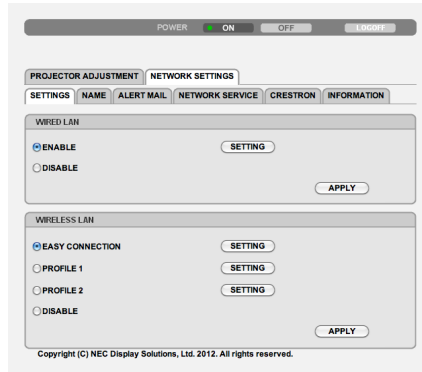 POWER ON OFF LOGOFF
PROJECTOR ADJUSTMENT NETWORK SETTINGS
SETTINGS NAME ALERT MAIL NETWORK SERVICE CRESTRON INFORMATION
WIRED LAN
ENABLE SETTING
DISABLE
APPLY
WIRELESS LAN
EASY CONNECTION SETTING
PROFILE 1 SETTING
PROFILE 2 SETTING
DISABLE
APPLY
Copyright (C) NEC Display Solutions, Ltd. 2012. All rights reserved.